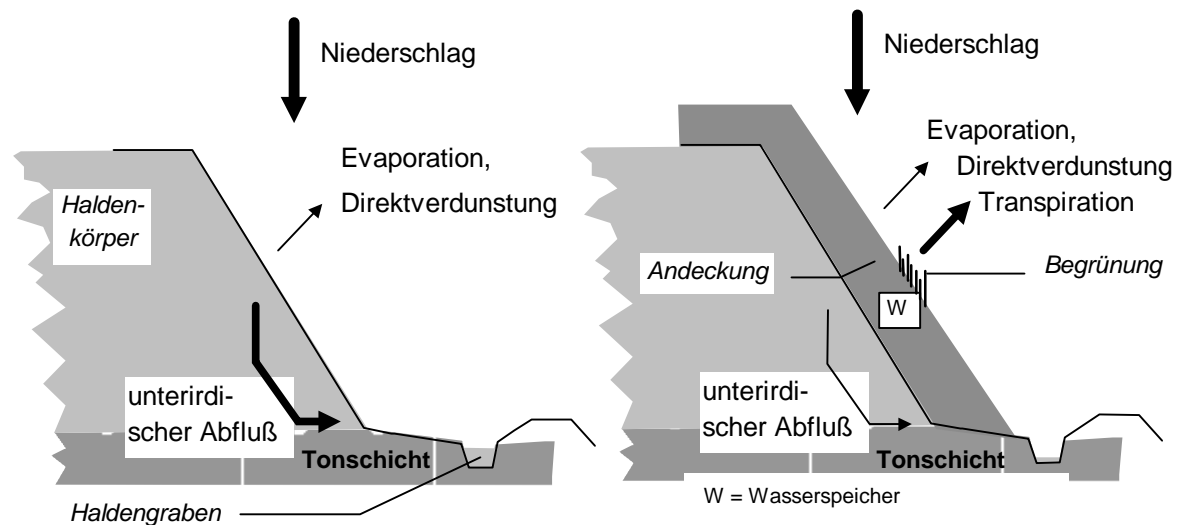 Niederschlag
Evaporation,
Direktverdunstung
Halden-
körper
unterirdi-
scher Abfluß
Tonschicht
Haldengraben
Niederschlag
Evaporation,
Direktverdunstung
Transpiration
Andeckung
Begrünung
W
unterirdi-
scher Abfluß
Tonschicht
W = Wasserspeicher